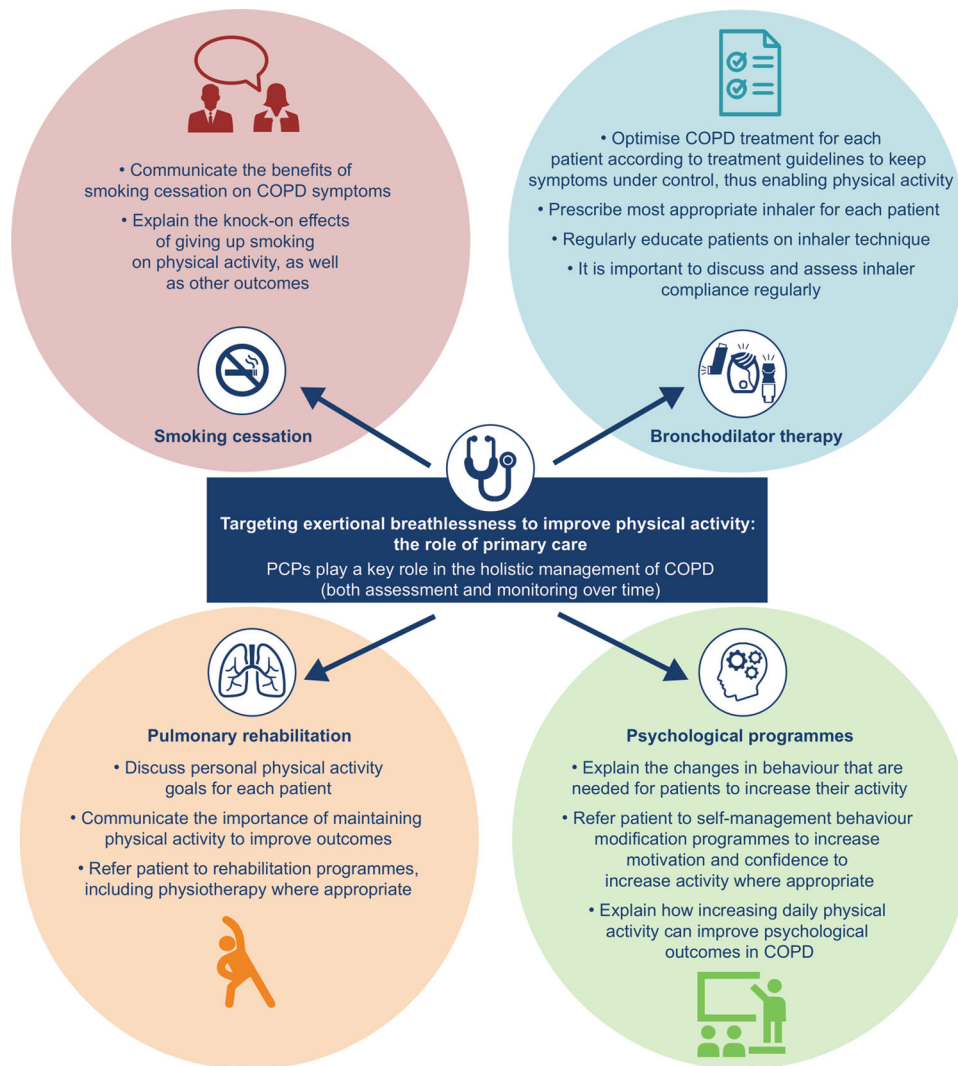 • Communicate the benefits of
smoking cessation on COPD symptoms
• Explain the knock-on effects
of giving up smoking
on physical activity, as well
as other outcomes
Smoking cessation
• Optimise COPD treatment for each
patient according to treatment guidelines to keep
symptoms under control, thus enabling physical activity
• Prescribe most appropriate inhaler for each patient
• Regularly educate patients on inhaler technique
• It is important to discuss and assess inhaler
compliance regularly
Bronchodilator therapy
Targeting exertional breathlessness to improve physical activity:
the role of primary care
PCPs play a key role in the holistic management of COPD
(both assessment and monitoring over time)
Pulmonary rehabilitation
• Discuss personal physical activity
goals for each patient
• Communicate the importance of maintaining
physical activity to improve outcomes
• Refer patient to rehabilitation programmes,
including physiotherapy where appropriate
Psychological programmes
• Explain the changes in behaviour that are
needed for patients to increase their activity
• Refer patient to self-management behaviour
modification programmes to increase
motivation and confidence to
increase activity where appropriate
• Explain how increasing daily physical
activity can improve psychological
outcomes in COPD